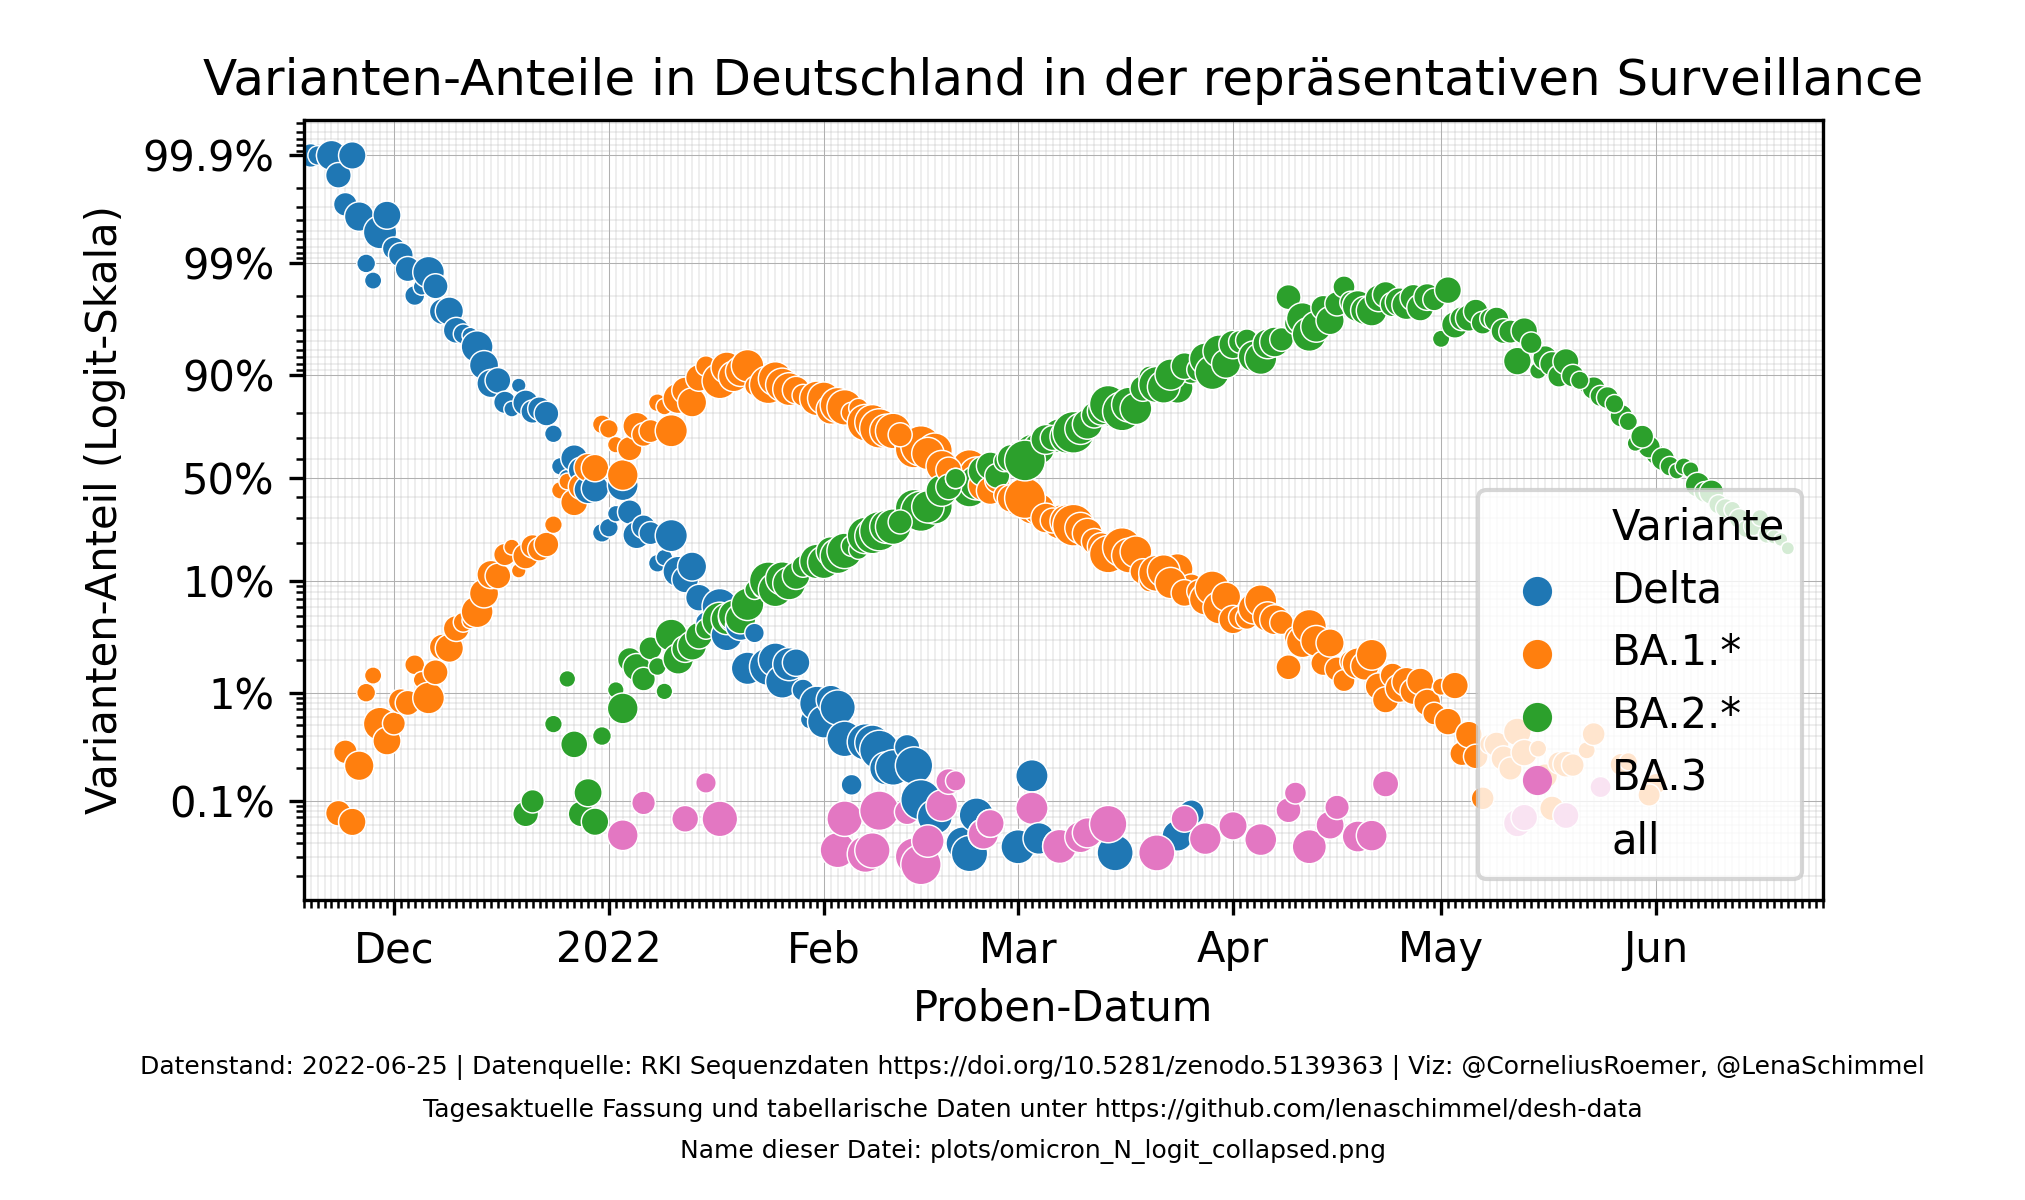 Varianten-Anteile in Deutschland in der repräsentativen Surveillance
Varianten-Anteil (Logit-Skala)
99.9%
99%
90%
50%
10%
1%
0.1%
Variante
Delta
BA.1.*
BA.2.*
BA.3
all
Dec
2022
Feb
Mar
Apr
May
Jun
Proben-Datum
Datenstand: 2022-06-25 | Datenquelle: RKI Sequenzdaten https://doi.org/10.5281/zenodo.5139363 | Viz: @CorneliusRoemer, @LenaSchimmel
Tagesaktuelle Fassung und tabellarische Daten unter https://github.com/lenaschimmel/desh-data
Name dieser Datei: plots/omicron_N_logit_collapsed.png